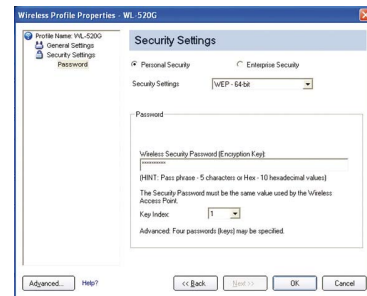 Wireless Profile Properties - WL-520G
Profile Name: WL-520G
General Settings
Security Settings
Password
Security Settings
Personal Security
Enterprise Security
Security Settings
WEP - 64-bit
Password
Wireless Security Password (Encryption Key):
**********
(HINT: Pass phrase - 5 characters or Hex - 10 hexadecimal values)
The Security Password must be the same value used by the Wireless
Access Point.
Key Index:
1
Advanced: Four passwords (keys) may be specified.
Advanced...
Help?
<< Back
Next >>
OK
Cancel